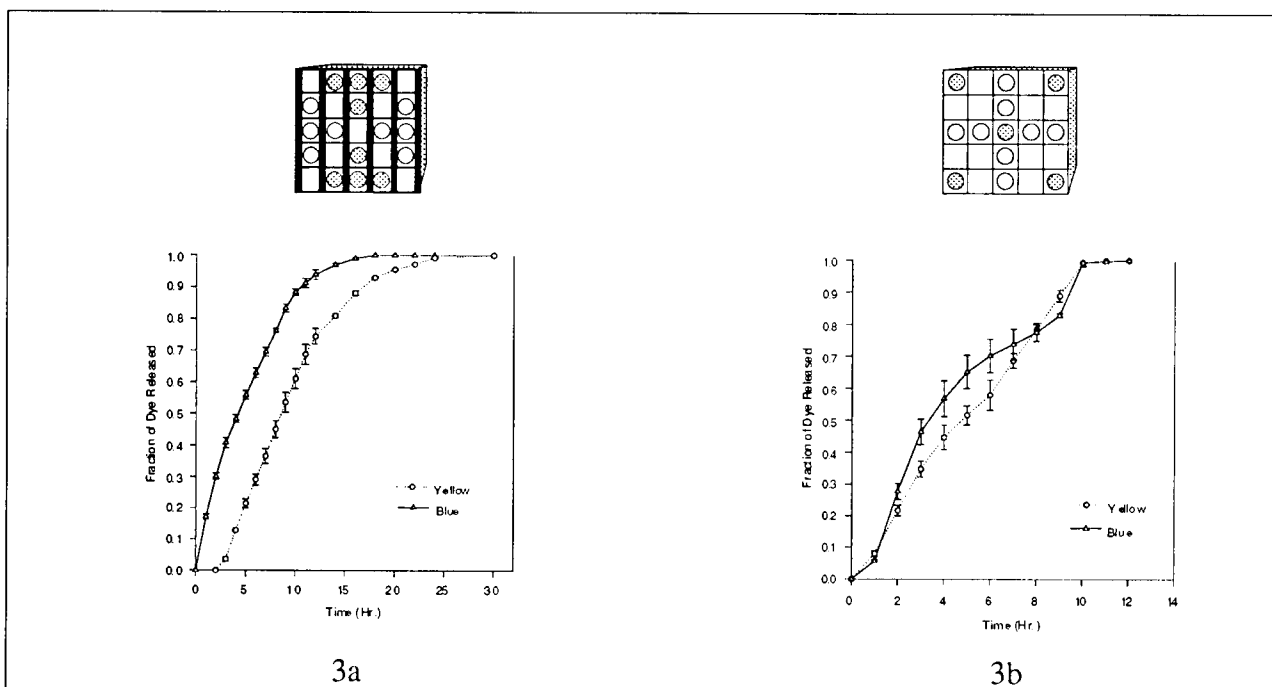 1.0
0.9
0.8
0.7
0.6
0.5
0.4
0.3
0.2
0.1
0.0
Fraction of Dye Released
Yellow
Blue
0 5 10 15 20 25 30
Time (Hr.)
3a
1.0
0.9
0.8
0.7
0.6
0.5
0.4
0.3
0.2
0.1
0.0
Fraction of Dye Released
Yellow
Blue
0 2 4 6 8 10 12 14
Time (Hr.)
3b